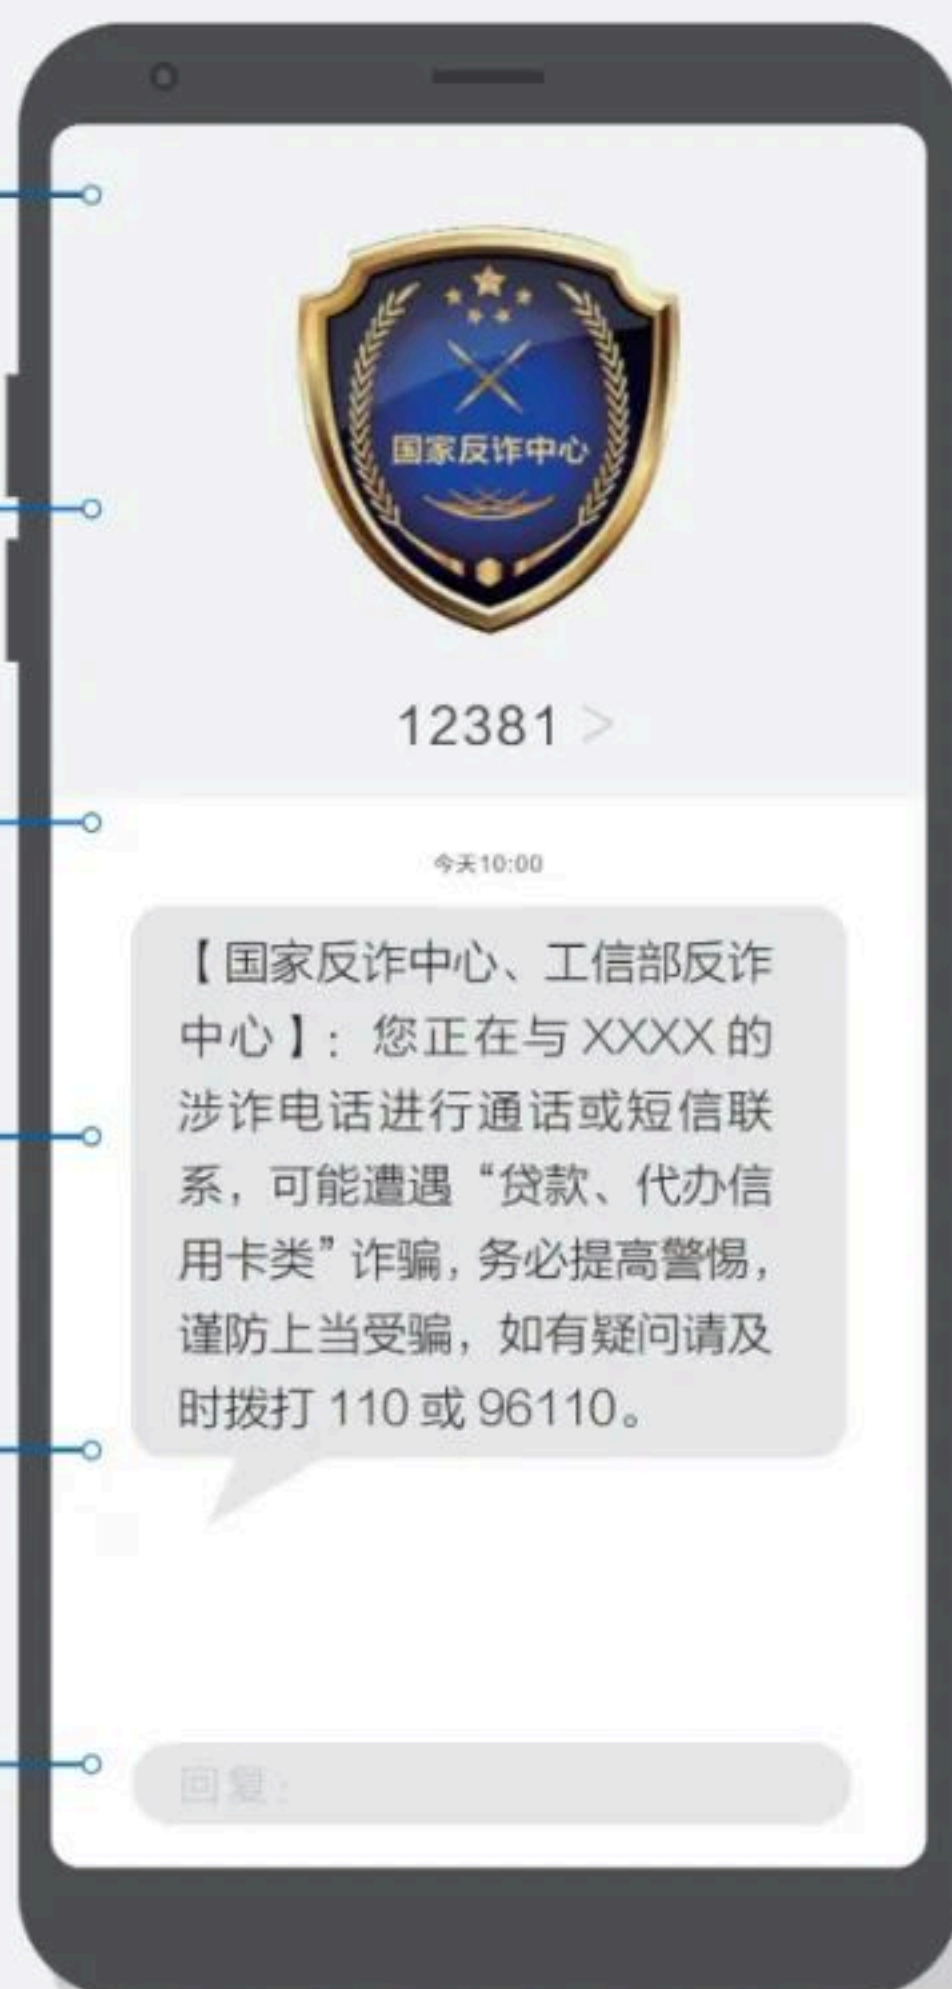 国家反诈中心
12381 >
今天10:00
【国家反诈中心、工信部反诈
中心】：您正在与XXXX的
涉诈电话进行通话或短信联
系，可能遭遇“贷款、代办信
用卡类”诈骗，务必提高警惕，
谨防上当受骗，如有疑问请及
时拨打 110 或 96110。
回复：